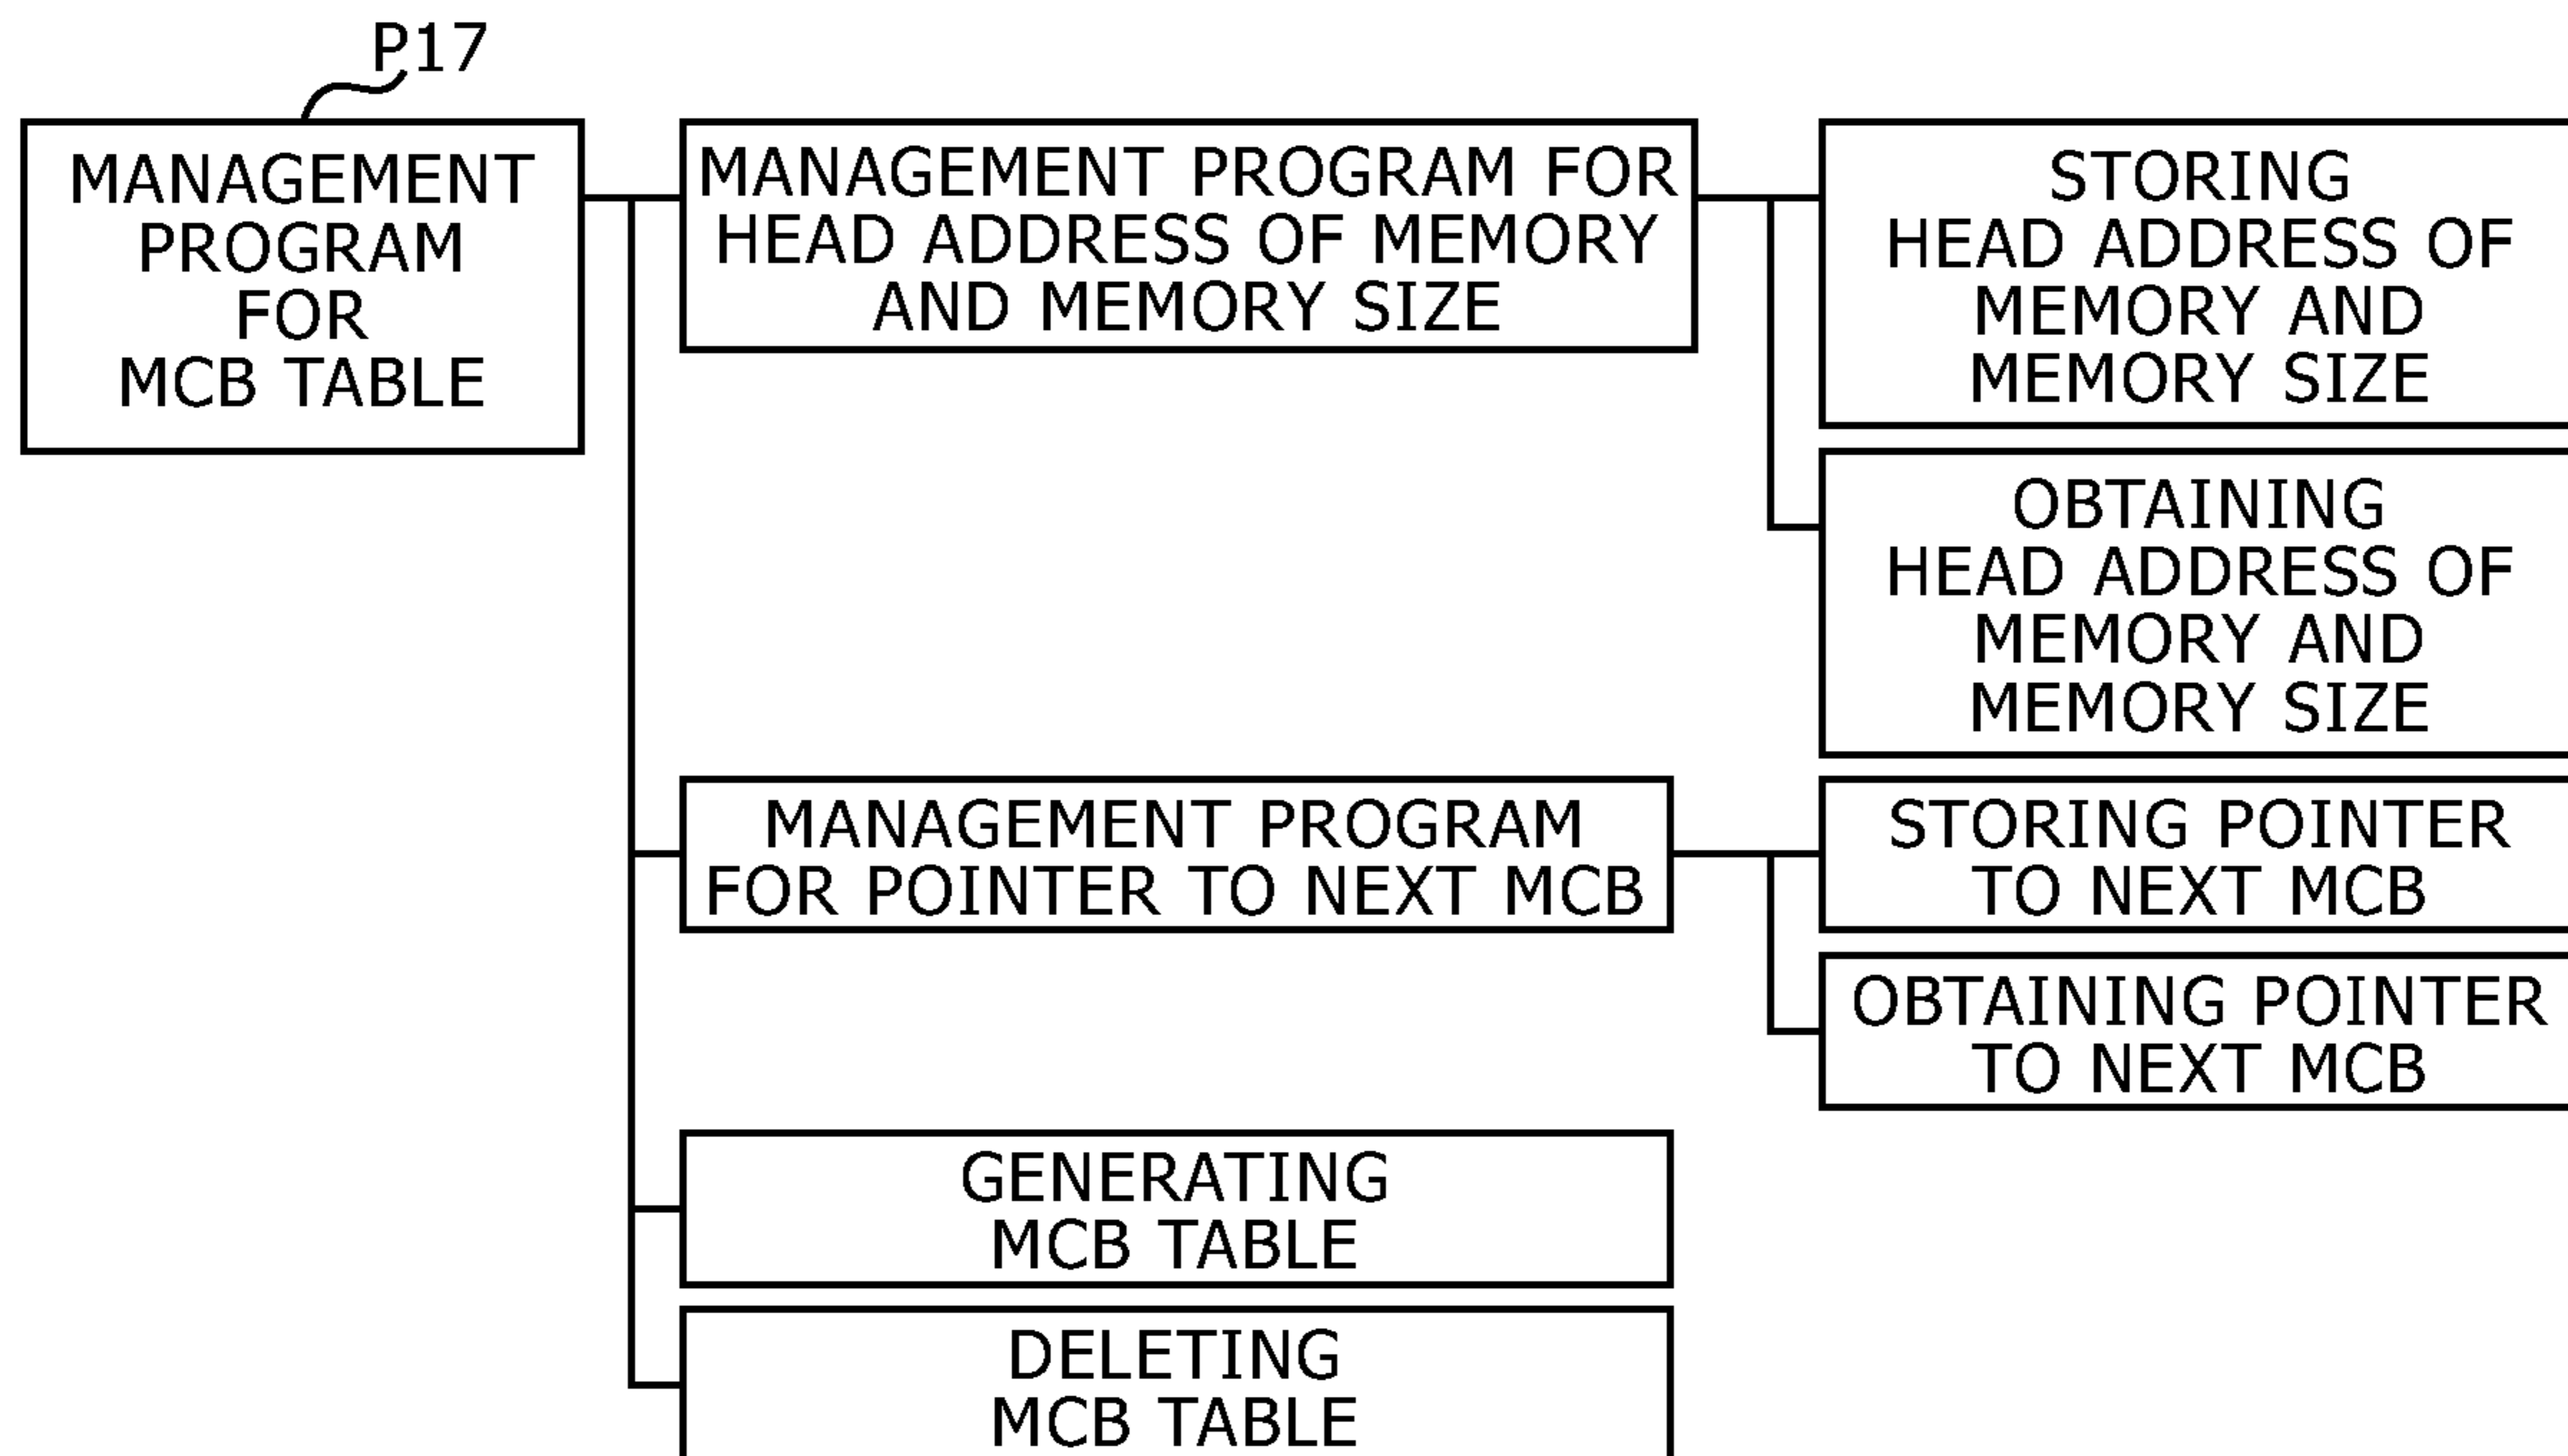 P17
MANAGEMENT
PROGRAM
FOR
MCB TABLE
MANAGEMENT PROGRAM FOR
HEAD ADDRESS OF MEMORY
AND MEMORY SIZE
STORING
HEAD ADDRESS OF
MEMORY AND
MEMORY SIZE
OBTAINING
HEAD ADDRESS OF
MEMORY AND
MEMORY SIZE
MANAGEMENT PROGRAM
FOR POINTER TO NEXT MCB
STORING POINTER
TO NEXT MCB
OBTAINING POINTER
TO NEXT MCB
GENERATING
MCB TABLE
DELETING
MCB TABLE